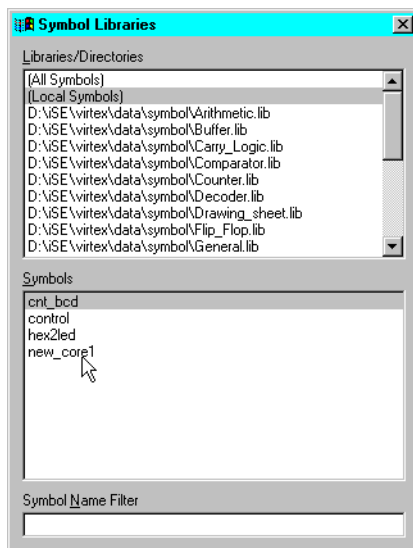 Symbol Libraries
Libraries/Directories
(All Symbols)
(Local Symbols)
D:\iSE\virtex\data\symbol\Arithmetic.lib
D:\iSE\virtex\data\symbol\Buffer.lib
D:\iSE\virtex\data\symbol\Carry_Logic.lib
D:\iSE\virtex\data\symbol\Comparator.lib
D:\iSE\virtex\data\symbol\Counter.lib
D:\iSE\virtex\data\symbol\Decoder.lib
D:\iSE\virtex\data\symbol\Drawing_sheet.lib
D:\iSE\virtex\data\symbol\Flip_Flop.lib
D:\iSE\virtex\data\symbol\General.lib
Symbols
cnt_bcd
control
hex2led
new_core1
Symbol Name Filter